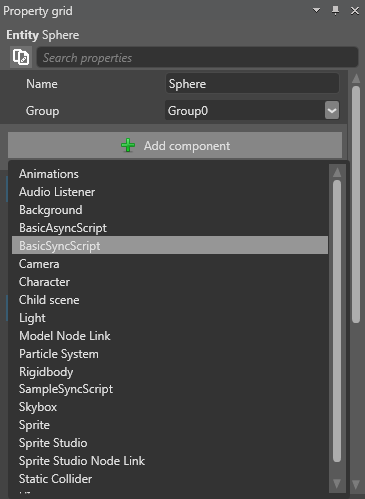 Property grid
Entity Sphere
Search properties
Name Sphere
Group Group0
Add component
Animations
Audio Listener
Background
BasicAsyncScript
BasicSyncScript
Camera
Character
Child scene
Light
Model Node Link
Particle System
Rigidbody
SampleSyncScript
Skybox
Sprite
Sprite Studio
Sprite Studio Node Link
Static Collider